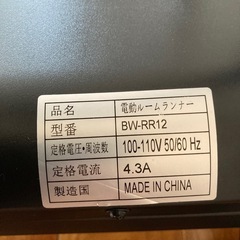 品名 電動ルームランナー
型番 BW-RR12
定格電圧・周波数 100-110V 50/60 Hz
定格電流 4.3A
製造国 MADE IN CHINA